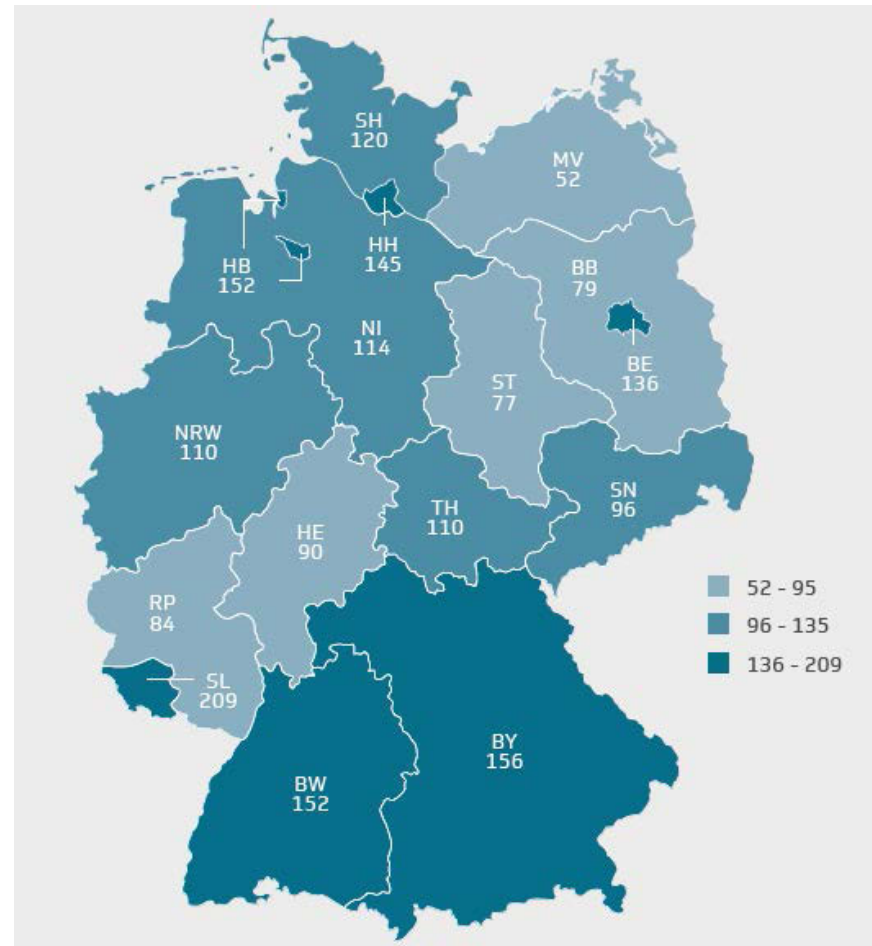 SH
120
MV
52
HH
145
HB
152
BB
79
NI
114
BE
136
ST
77
NRW
110
SN
96
TH
110
HE
90
RP
84
SL
209
BY
156
BW
152
52 - 95
96 - 135
136 - 209